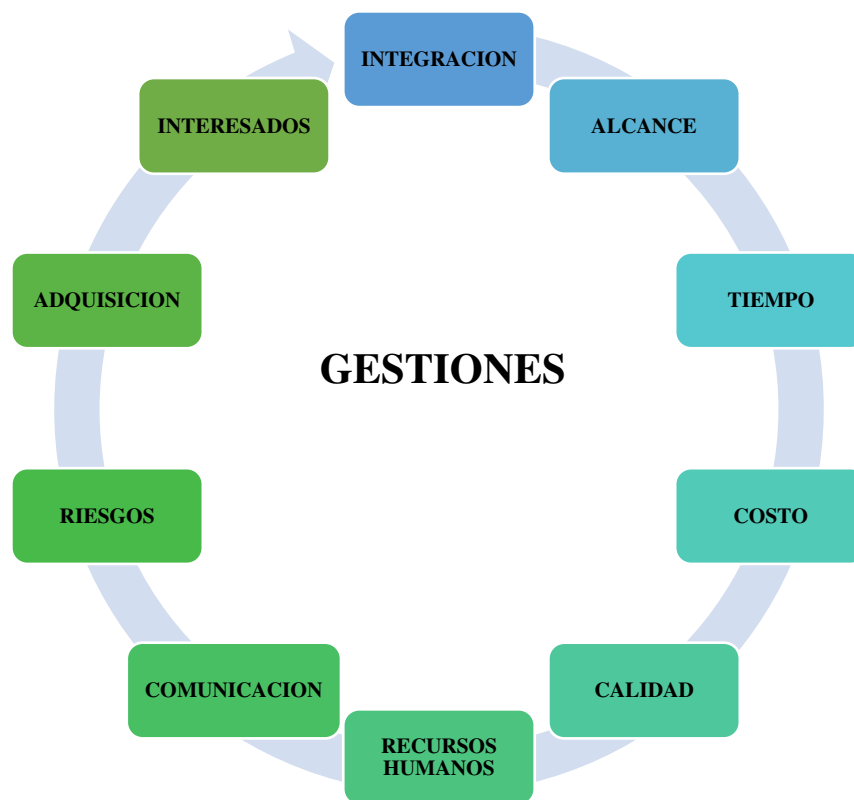 INTEGRACION
ALCANCE
TIEMPO
COSTO
CALIDAD
RECURSOS
HUMANOS
COMUNICACION
RIESGOS
ADQUISICION
INTERESADOS
GESTIONES